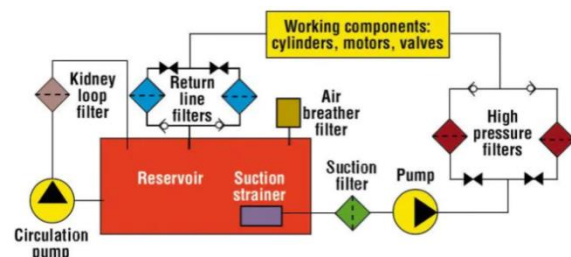 Working components:
cylinders, motors, valves
Kidney
loop
filter
Return
line
filters
Air
breather
filter
High
pressure
filters
Reservoir
Suction
strainer
Suction
filter
Pump
Circulation
pump